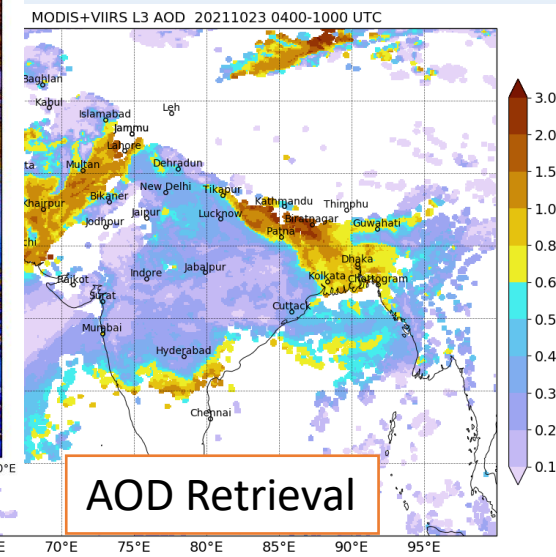 MODIS+VIIRS L3 AOD 20211023 0400-1000 UTC
Baghlan
Kabul
Leh
Islamabad
Jammu
Lahore
ta
Multan
Dehradun
New Delhi
Tikapur
Bikaner
Khairpur
Kathmandu
Thimphu
Jaipur
Lucknow
Biratnagar
Jodhpur
Guwahati
Patna
chi
Dhaka
Rajkot
Indore
Jabalpur
Kolkata
Chattogram
Surat
Cuttack
Mumbai
Hyderabad
Chennai
3.0
2.0
1.5
1.0
0.8
0.6
0.5
0.4
0.3
0.2
0.1
AOD Retrieval
0°E
E
70°E 75°E 80°E 85°E 90°E 95°E